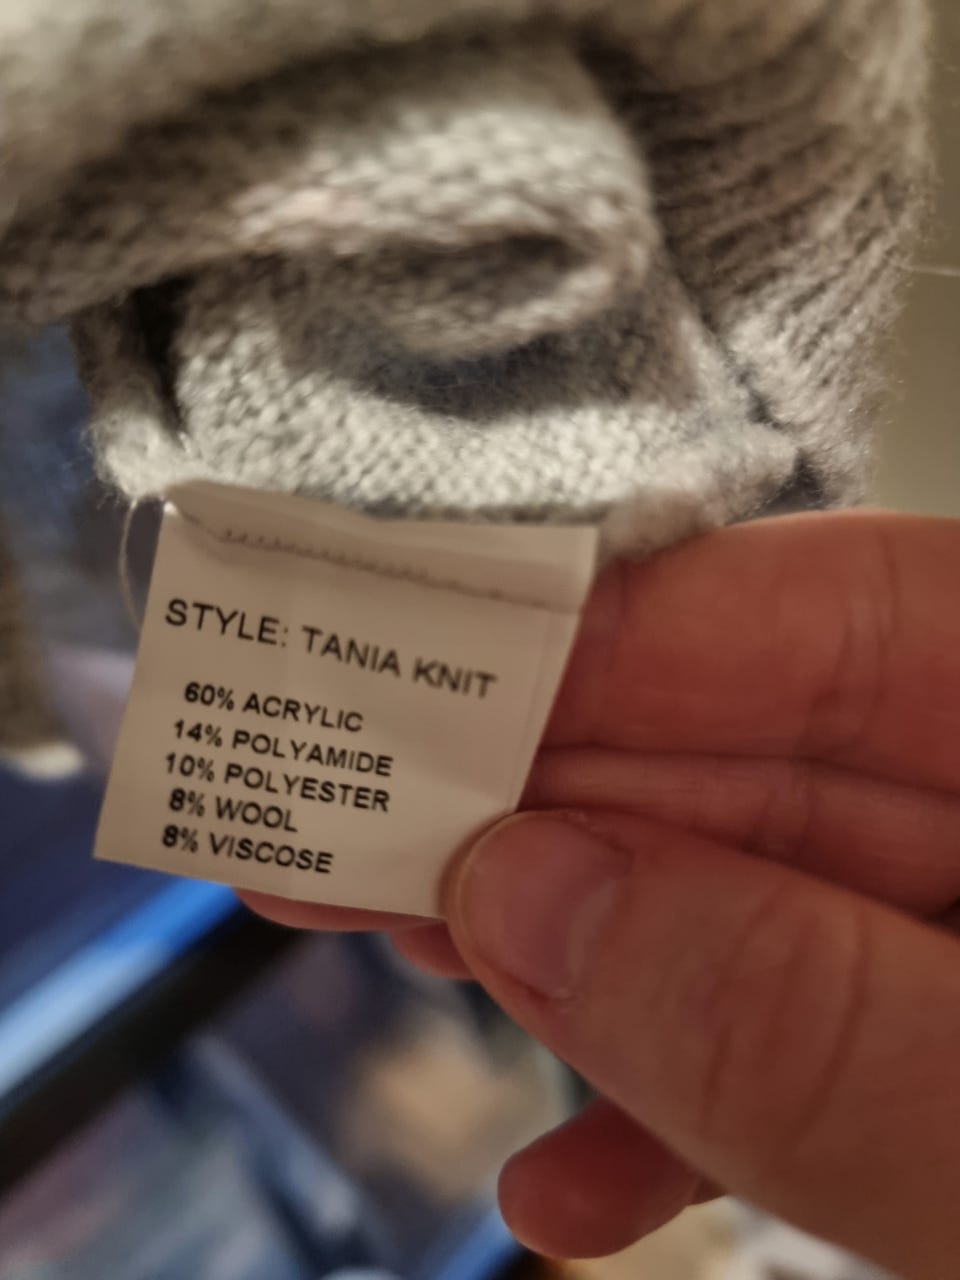 STYLE: TANIA KNIT
60% ACRYLIC
14% POLYAMIDE
10% POLYESTER
8% WOOL
8% VISCOSE